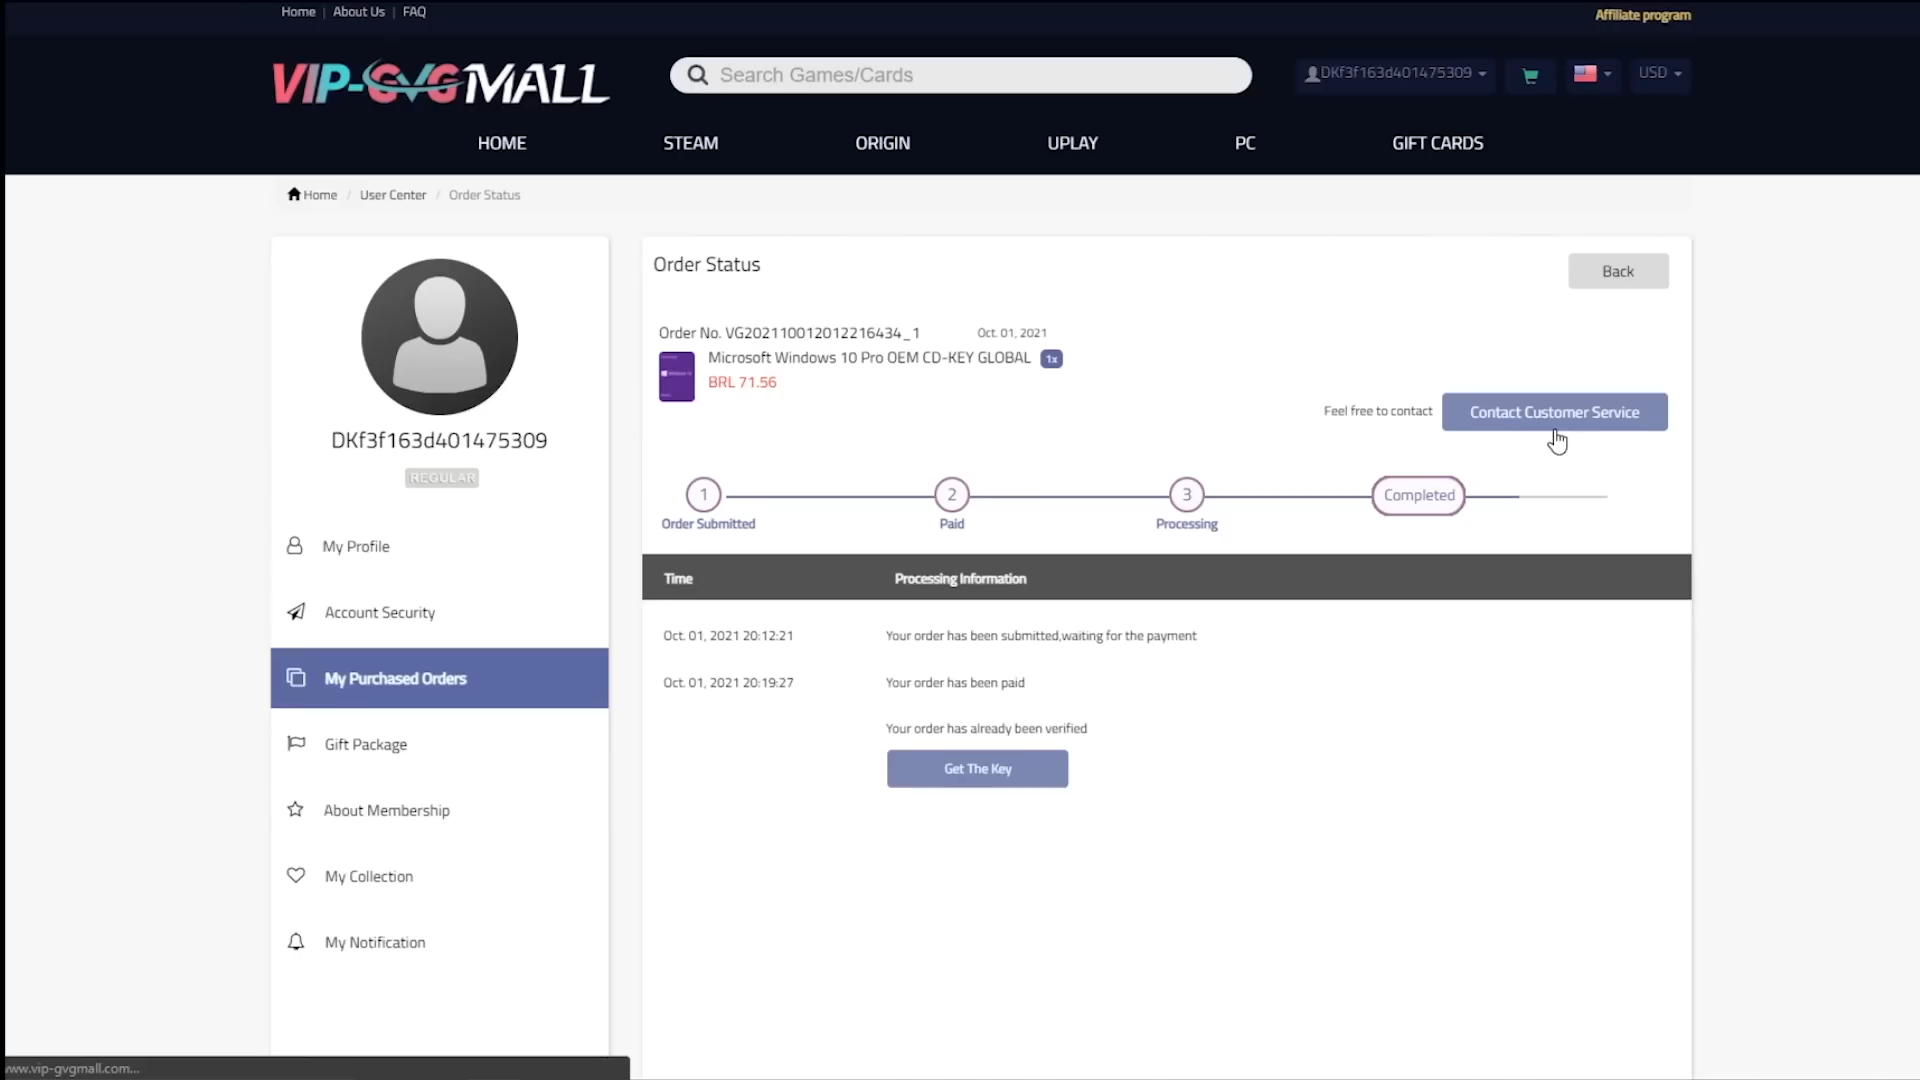 Home | About Us | FAQ
Affiliate program
VIP-GVGMALL
Search Games/Cards
DKf3f163d401475309
USD
HOME
STEAM
ORIGIN
UPLAY
PC
GIFT CARDS
Home / User Center / Order Status
DKf3f163d401475309
REGULAR
My Profile
Account Security
My Purchased Orders
Gift Package
About Membership
My Collection
My Notification
Order Status
Back
Order No. VG202110012012216434_1 Oct. 01, 2021
Microsoft Windows 10 Pro OEM CD-KEY GLOBAL 1x
BRL 71.56
Feel free to contact
Contact Customer Service
1
2
3
Completed
Order Submitted
Paid
Processing
Time
Processing Information
Oct. 01, 2021 20:12:21
Your order has been submitted,waiting for the payment
Oct. 01, 2021 20:19:27
Your order has been paid
Your order has already been verified
Get The Key
www.vip-gvgmall.com...